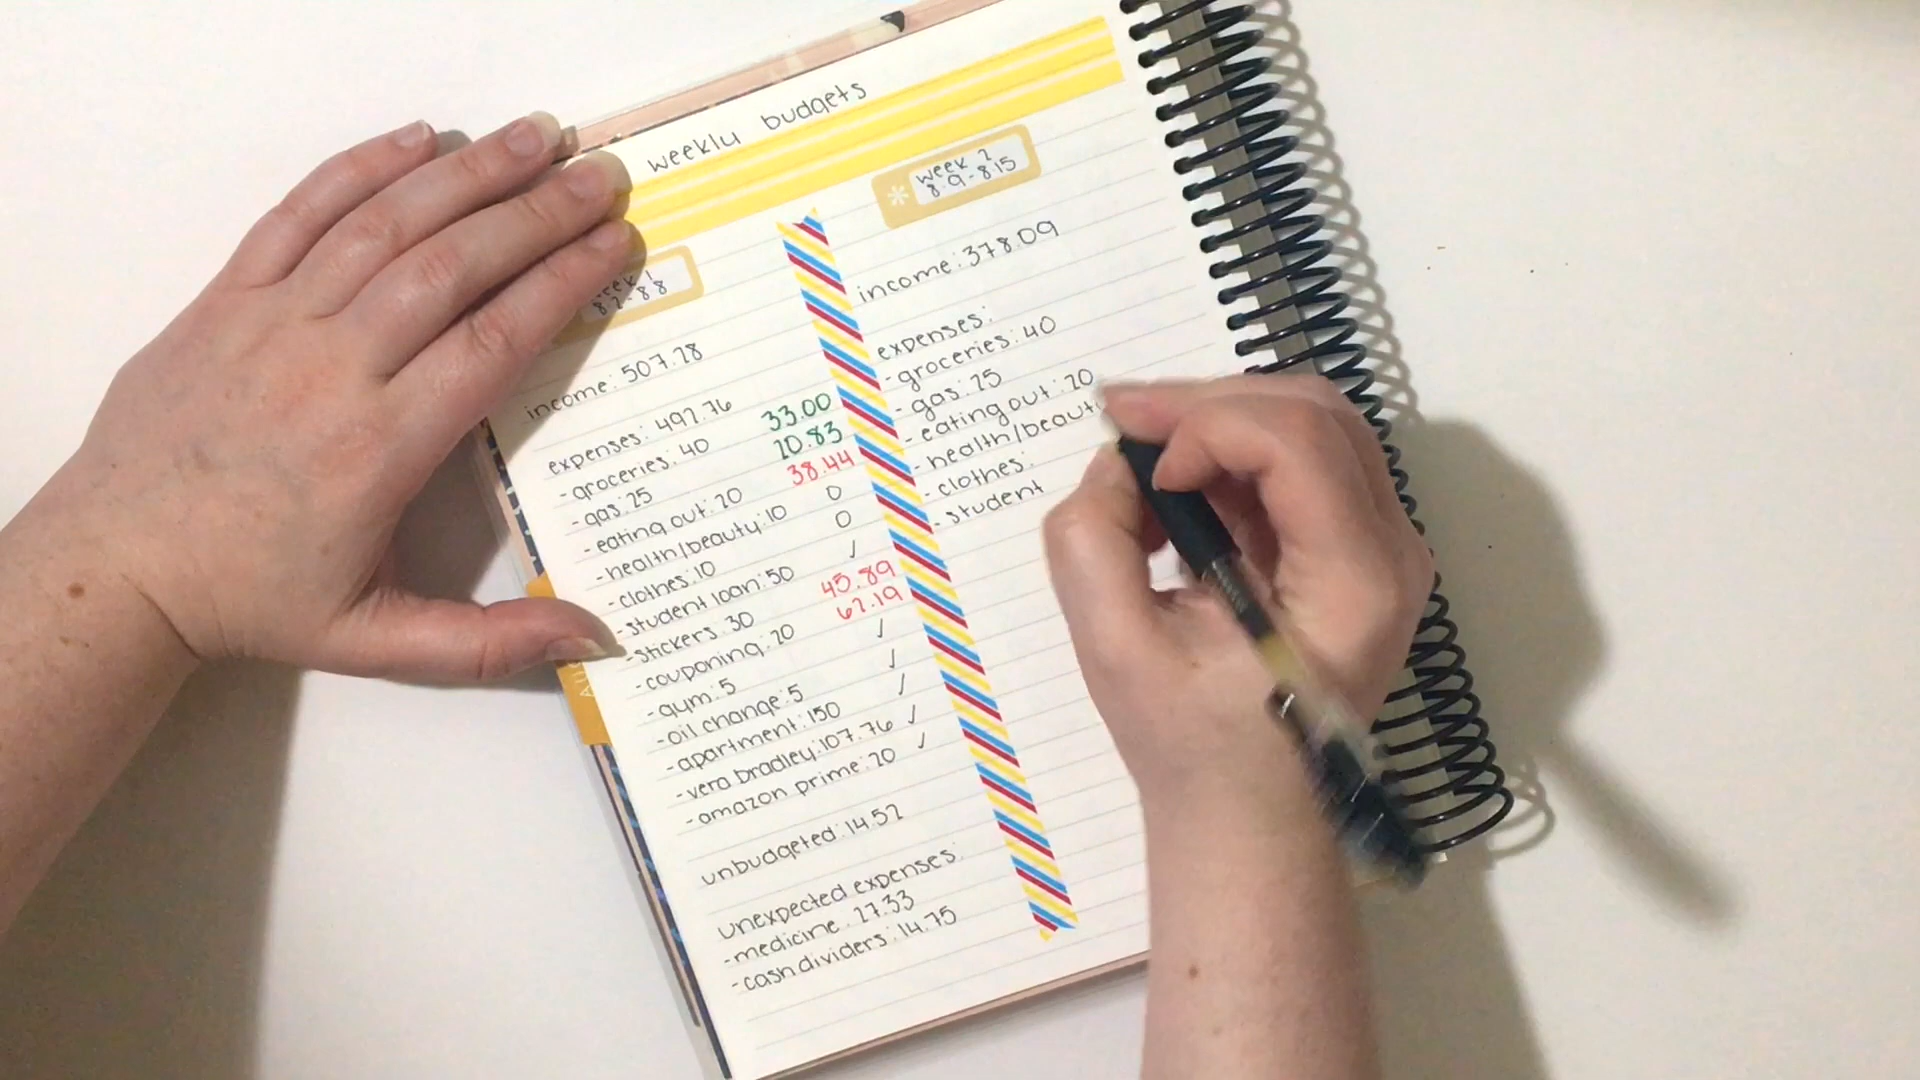 weekly budgets
week 1
8.2-8.8
income: 507.28
expenses: 492.76
-groceries: 40 33.00
-gas: 25 20.83
-eating out: 20 38.44
-health/beauty: 10 0
-clothes: 10 0
-student loan: 50 ✓
-stickers: 30 45.89
-couponing: 20 62.19
-gym: 5 ✓
-oil change: 5 ✓
-apartment: 150 ✓
-vera bradley: 107.76 ✓
-amazon prime: 20 ✓
unbudgeted: 14.52
unexpected expenses:
-medicine: 27.33
-cash dividers: 14.75
* week 2
8.9-8.15
income: 378.09
expenses:
-groceries: 40
-gas: 25
-eating out: 20
-health/beauty
-clothes:
-student